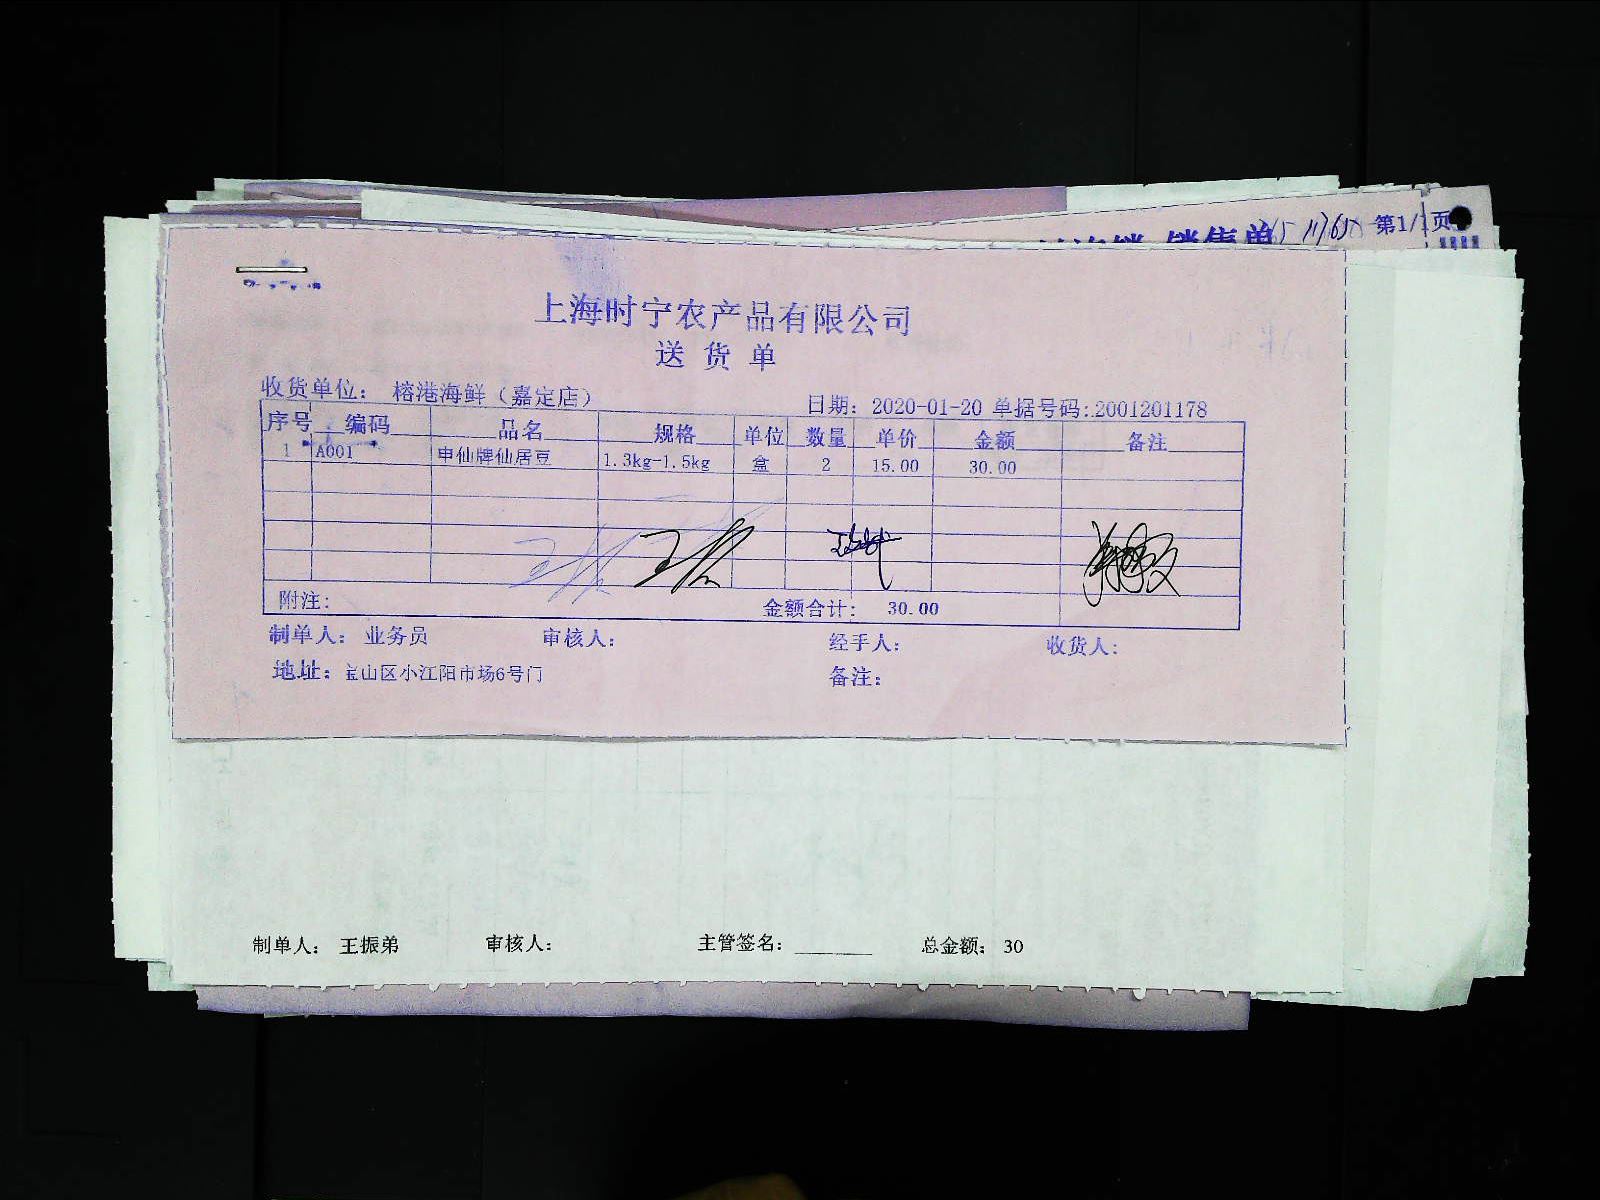 第1/1页
上海时宁农产品有限公司
送货单
收货单位： 榕港海鲜（嘉定店） 日期： 2020-01-20 单据号码:.2001201178
序号 编码 品名 规格 单位 数量 单价 金额 备注
1 A001 申仙牌仙居豆 1.3kg-1.5kg 盒 2 15.00 30.00
附注: 金额合计： 30.00
制单人： 业务员 审核人： 经手人： 收货人：
地址： 宝山区小江阳市场6号门 备注：
制单人： 王振弟 审核人： 主管签名：________ 总金额： 30